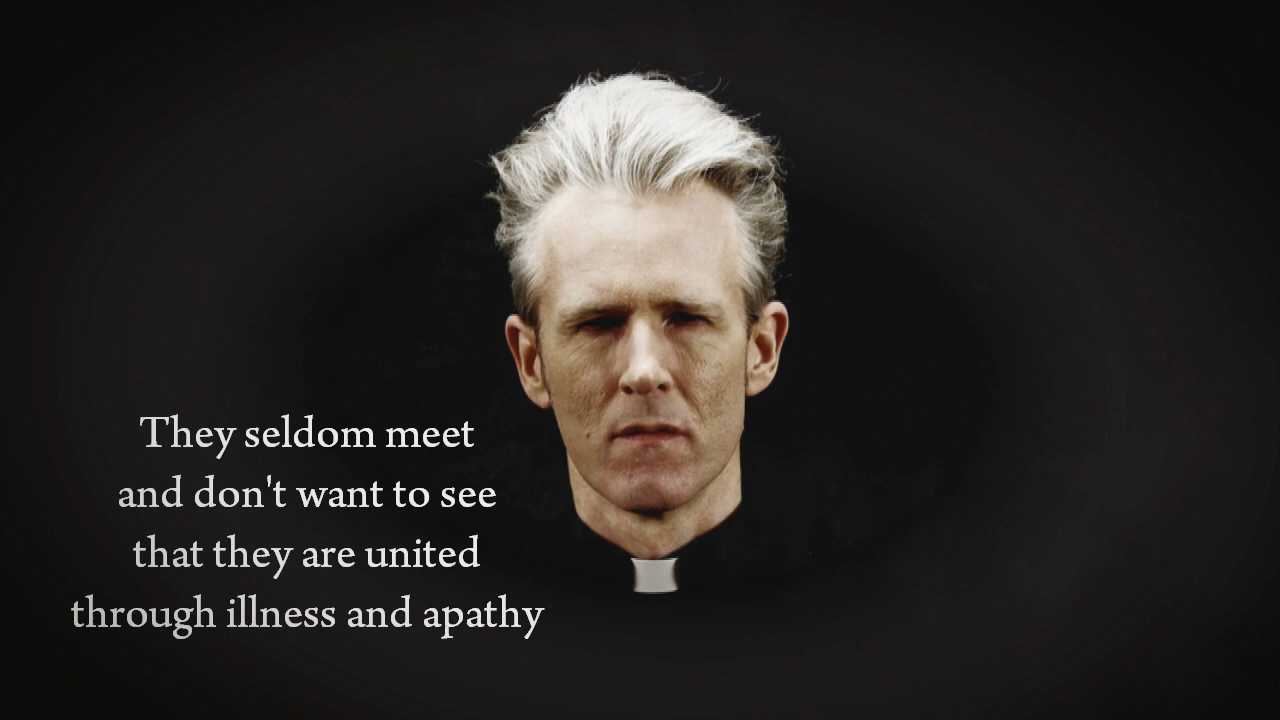 They seldom meet
and don't want to see
that they are united
through illness and apathy